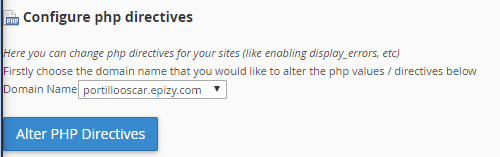 PHP
Configure php directives
Here you can change php directives for your sites (like enabling display_errors, etc)
Firstly choose the domain name that you would like to alter the php values / directives below
Domain Name portillooscar.epizy.com
Alter PHP Directives